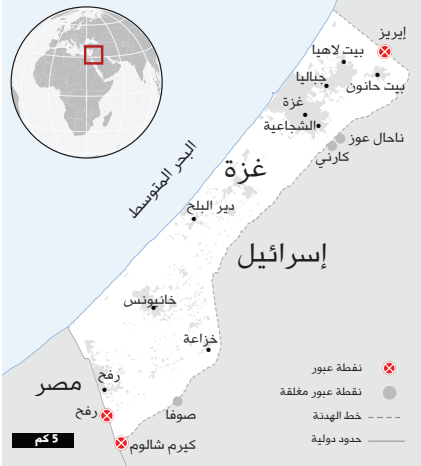 إيريز
بيت لاهيا
جباليا
بيت حانون
غزة
الشجاعية
ناحال عوز
كارني
البحر المتوسط
غزة
دير البلح
إسرائيل
خانيونس
خزاعة
رفح
مصر
رفح
صوفا
كيرم شالوم
نفطة عبور
نقطة عبور مغلقة
خط الهدنة
حدود دولية
5 كم